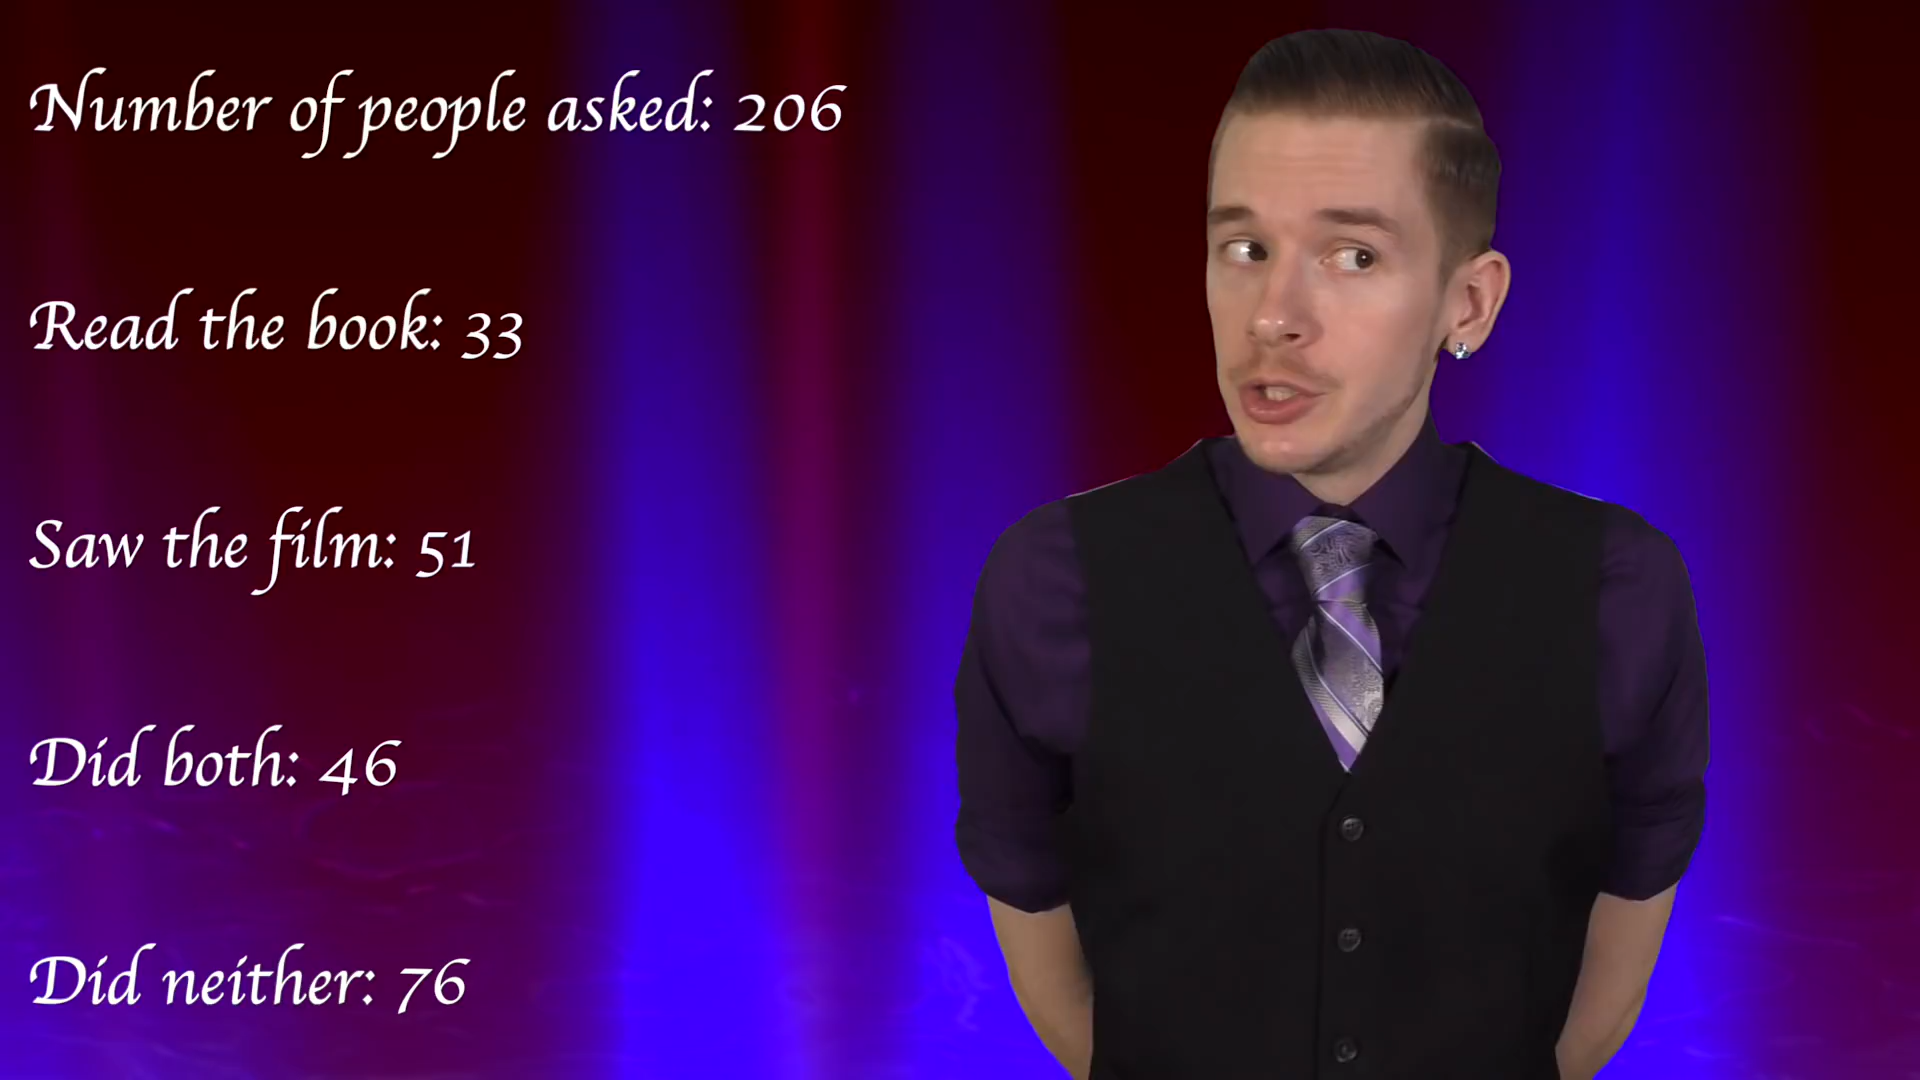 Number of people asked: 206
Read the book: 33
Saw the film: 51
Did both: 46
Did neither: 76